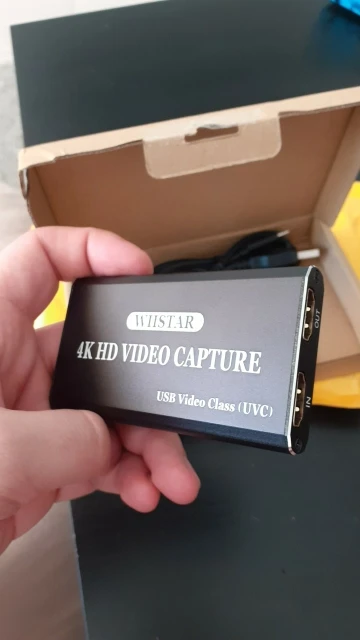 WIISTAR
4K HD VIDEO CAPTURE
USB Video Class (UVC)
OUT
IN